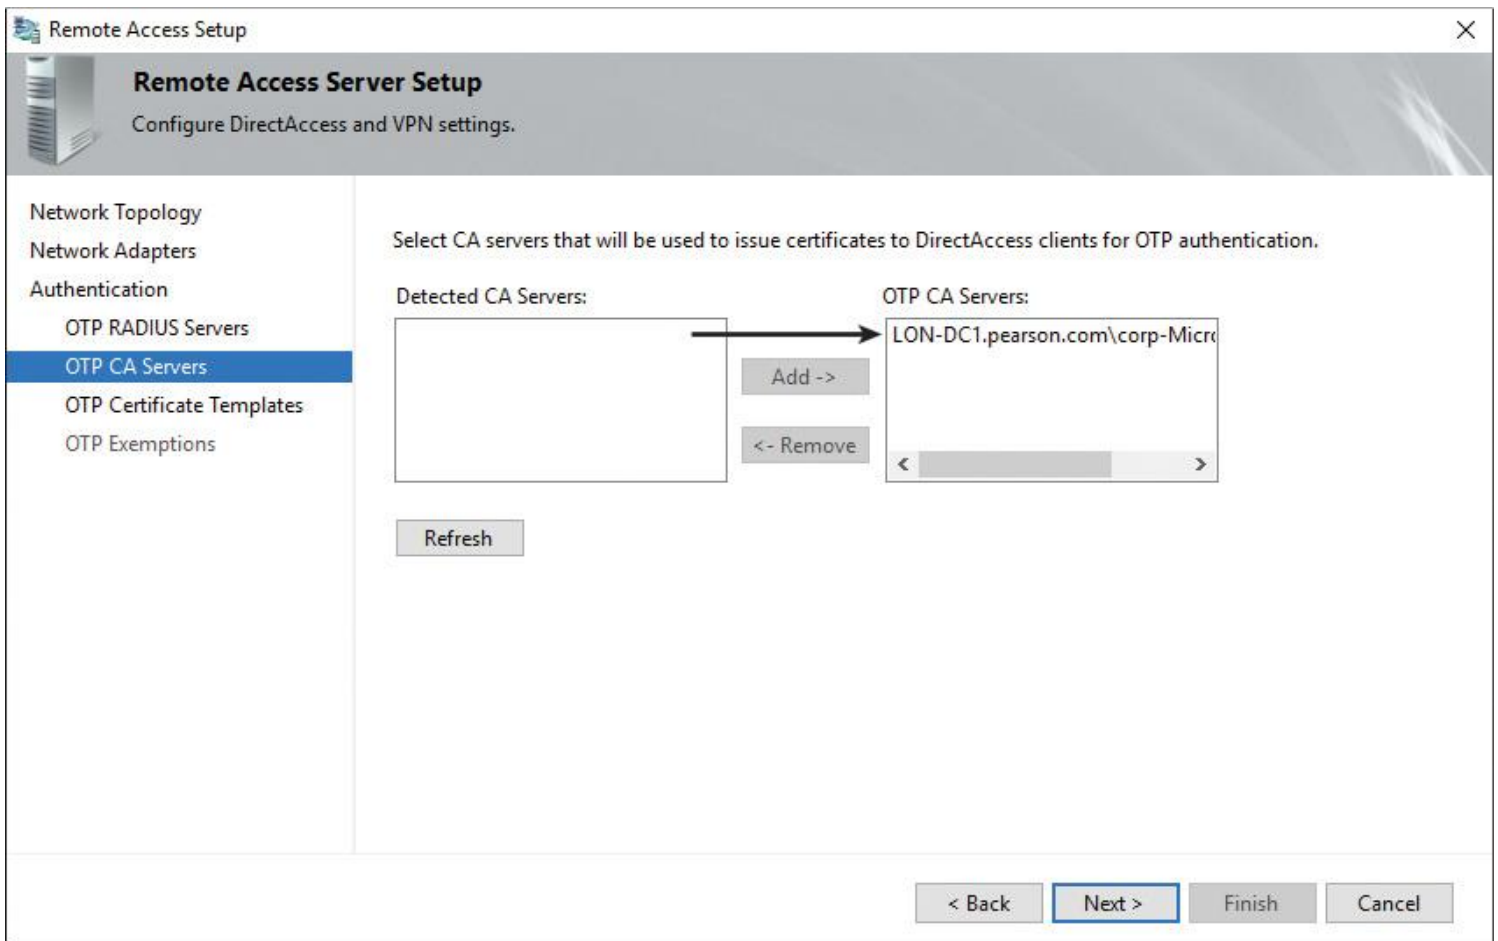 Remote Access Setup
Remote Access Server Setup
Configure DirectAccess and VPN settings.
Network Topology
Network Adapters
Authentication
OTP RADIUS Servers
OTP CA Servers
OTP Certificate Templates
OTP Exemptions
Select CA servers that will be used to issue certificates to DirectAccess clients for OTP authentication.
Detected CA Servers:
OTP CA Servers:
LON-DC1.pearson.com\corp-Micro
Add ->
<- Remove
Refresh
< Back
Next >
Finish
Cancel